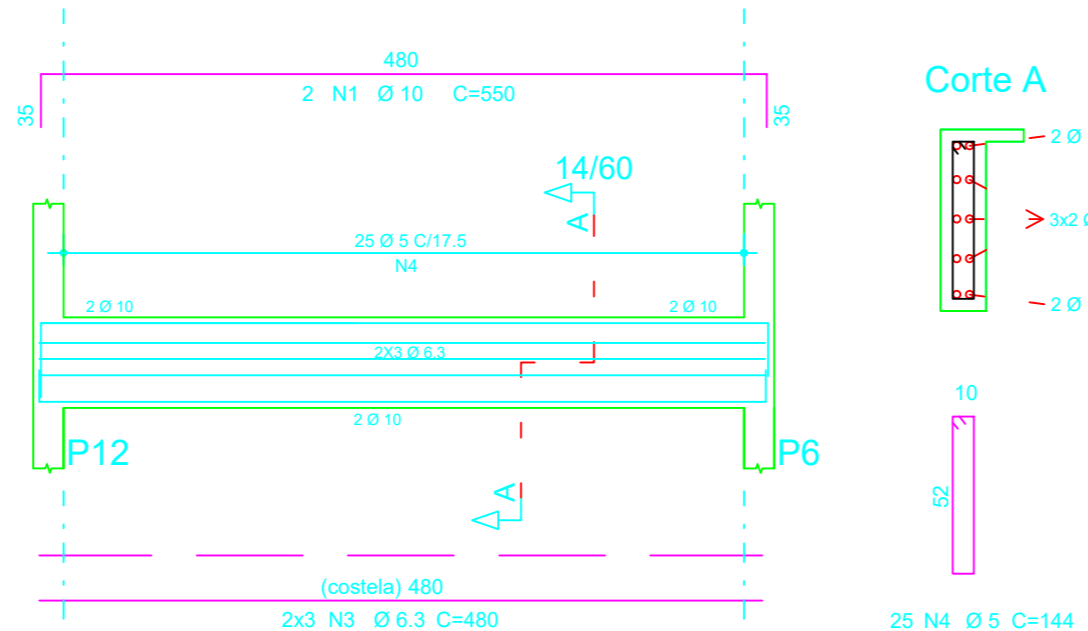 480
2 N1 Ø 10 C=550
35
35
14/60
A
25 Ø 5 C/17.5
N4
2 Ø 10
2 Ø 10
2X3 Ø 6.3
2 Ø 10
P12
P6
A
(costela) 480
2x3 N3 Ø 6.3 C=480
Corte A
2 Ø
3x2 Ø
2 Ø
10
52
25 N4 Ø 5 C=144